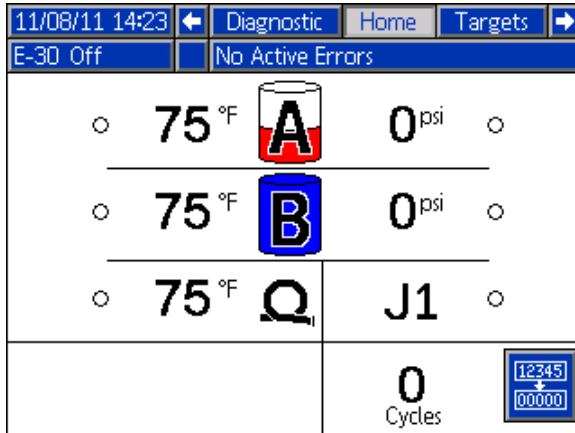 11/08/11 14:23 Diagnostic Home Targets
E-30 Off No Active Errors
75 °F A 0 psi
75 °F B 0 psi
75 °F J1
0 12345
Cycles 00000